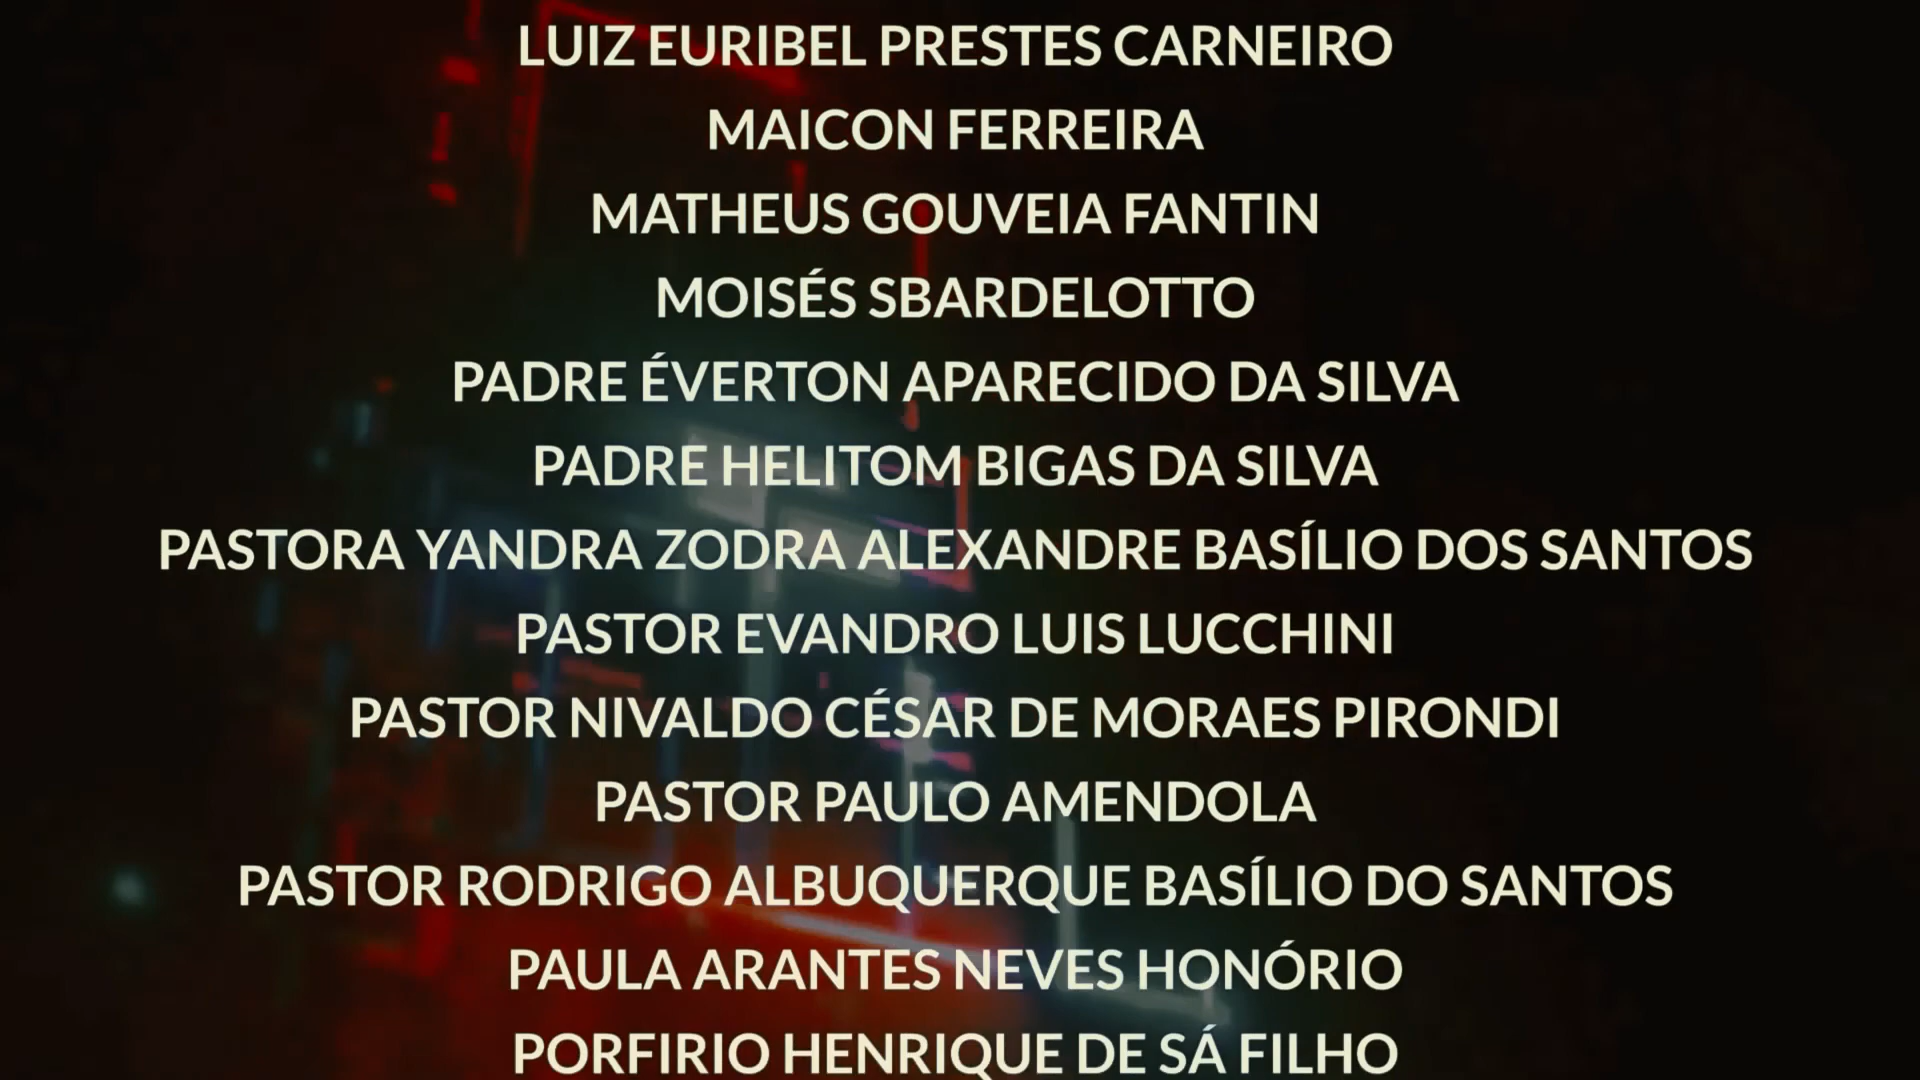 LUIZ EURIBEL PRESTES CARNEIRO
MAICON FERREIRA
MATHEUS GOUVEIA FANTIN
MOISÉS SBARDELOTTO
PADRE ÉVERTON APARECIDO DA SILVA
PADRE HELITOM BIGAS DA SILVA
PASTORA YANDRA ZODRA ALEXANDRE BASÍLIO DOS SANTOS
PASTOR EVANDRO LUIS LUCCHINI
PASTOR NIVALDO CÉSAR DE MORAES PIRONDI
PASTOR PAULO AMENDOLA
PASTOR RODRIGO ALBUQUERQUE BASÍLIO DO SANTOS
PAULA ARANTES NEVES HONÓRIO
PORFIRIO HENRIQUE DE SÁ FILHO